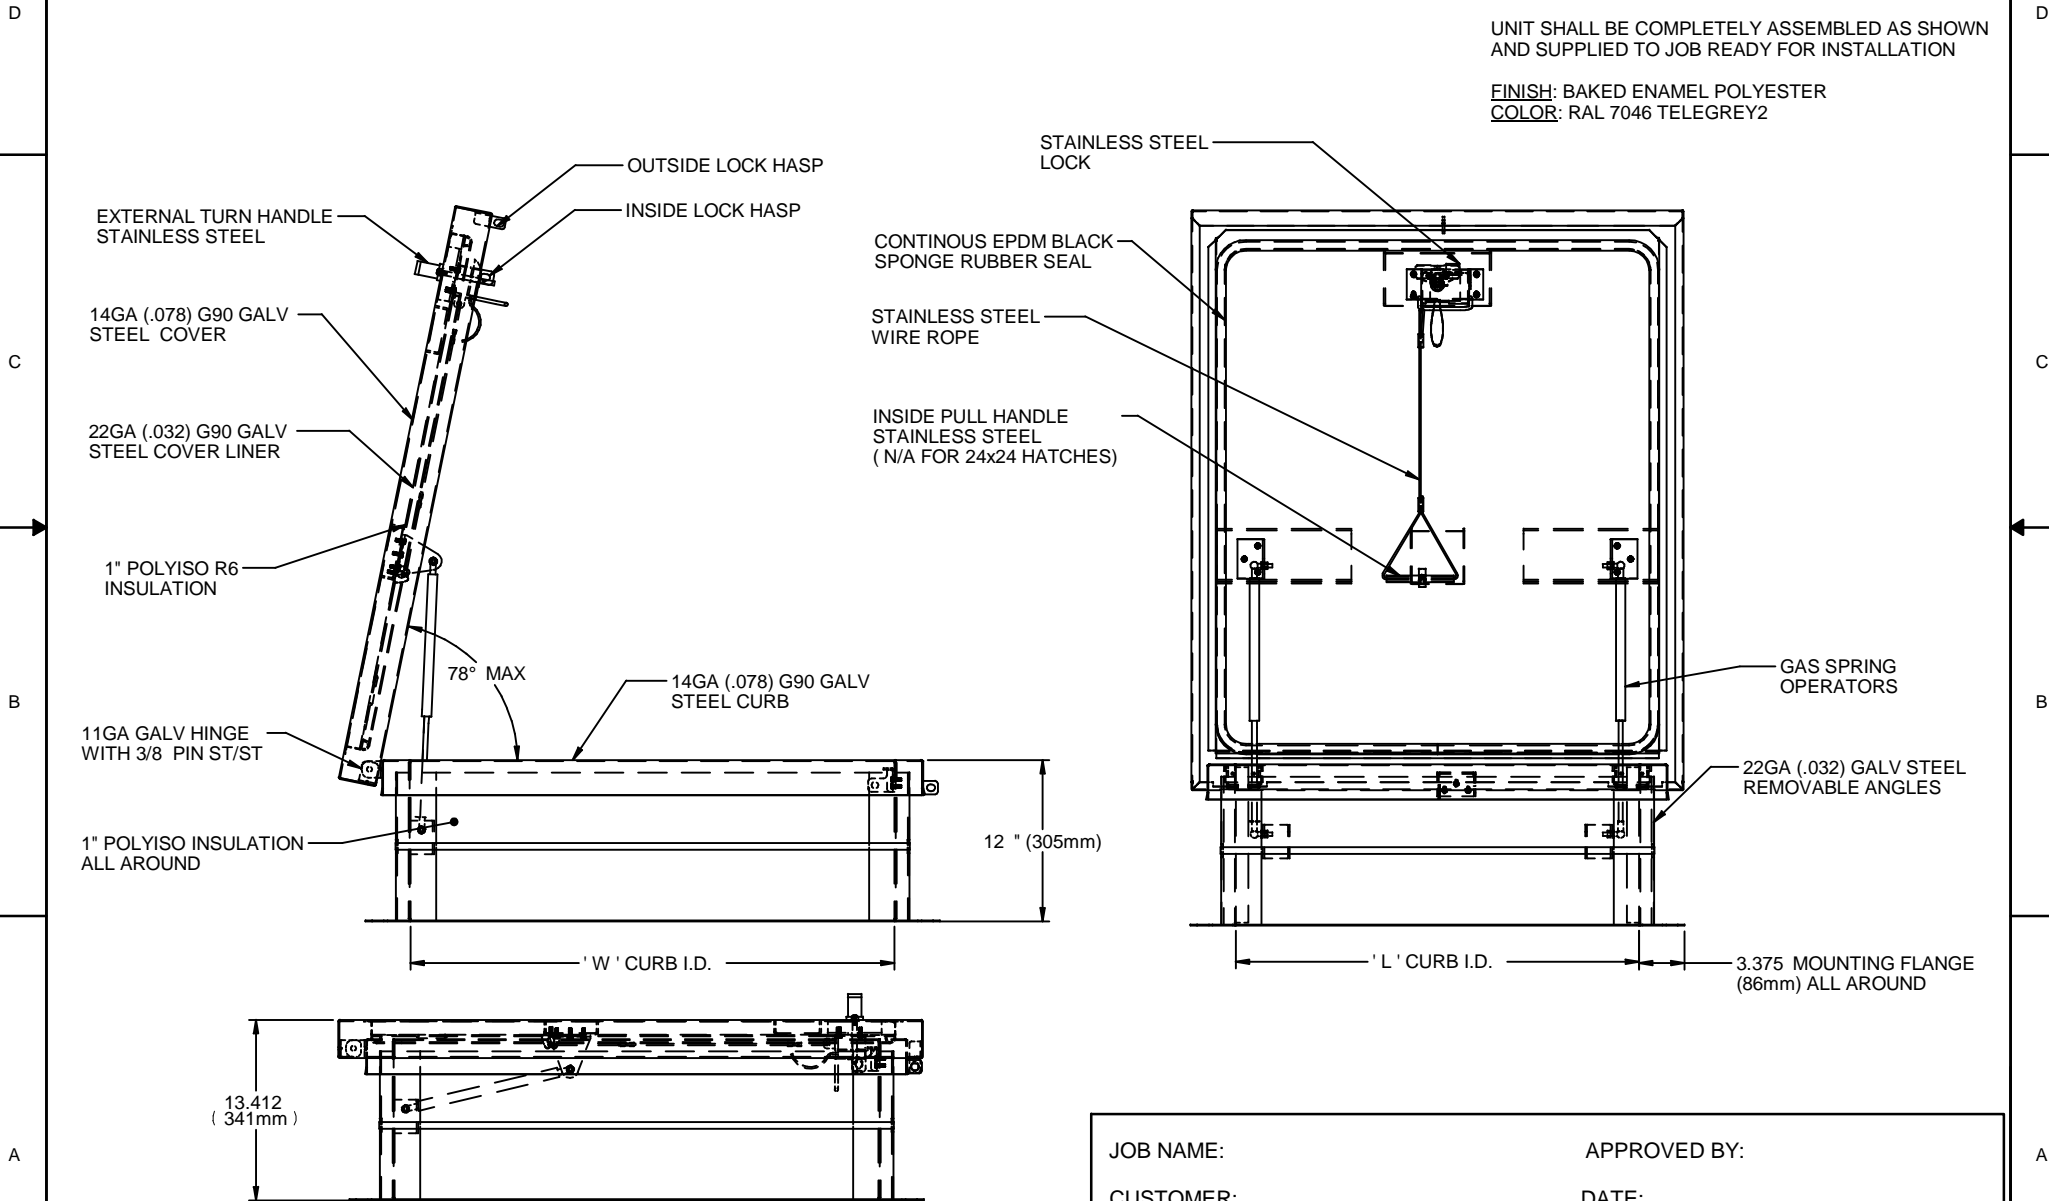 D
D
UNIT SHALL BE COMPLETELY ASSEMBLED AS SHOWN
AND SUPPLIED TO JOB READY FOR INSTALLATION
FINISH: BAKED ENAMEL POLYESTER
COLOR: RAL 7046 TELEGREY2
OUTSIDE LOCK HASP
INSIDE LOCK HASP
EXTERNAL TURN HANDLE
STAINLESS STEEL
14GA (.078) G90 GALV
STEEL COVER
22GA (.032) G90 GALV
STEEL COVER LINER
1" POLYISO R6
INSULATION
78° MAX
14GA (.078) G90 GALV
STEEL CURB
11GA GALV HINGE
WITH 3/8 PIN ST/ST
1" POLYISO INSULATION
ALL AROUND
12 " (305mm)
' W ' CURB I.D.
STAINLESS STEEL
LOCK
CONTINOUS EPDM BLACK
SPONGE RUBBER SEAL
STAINLESS STEEL
WIRE ROPE
INSIDE PULL HANDLE
STAINLESS STEEL
( N/A FOR 24x24 HATCHES)
GAS SPRING
OPERATORS
22GA (.032) GALV STEEL
REMOVABLE ANGLES
' L ' CURB I.D.
3.375 MOUNTING FLANGE
(86mm) ALL AROUND
C
C
B
B
13.412
( 341mm )
A
A
JOB NAME:
APPROVED BY:
CUSTOMER:
DATE: